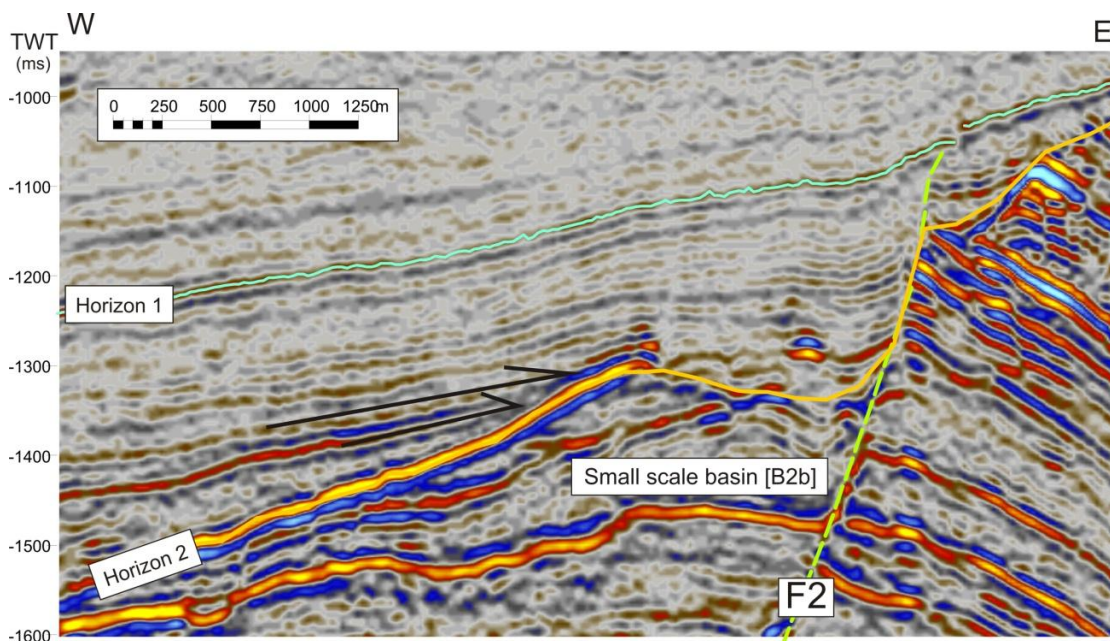 W
E
TWT
(ms)
-1000
0 250 500 750 1000 1250m
-1100
-1200
Horizon 1
-1300
-1400
Small scale basin [B2b]
-1500
Horizon 2
F2
-1600